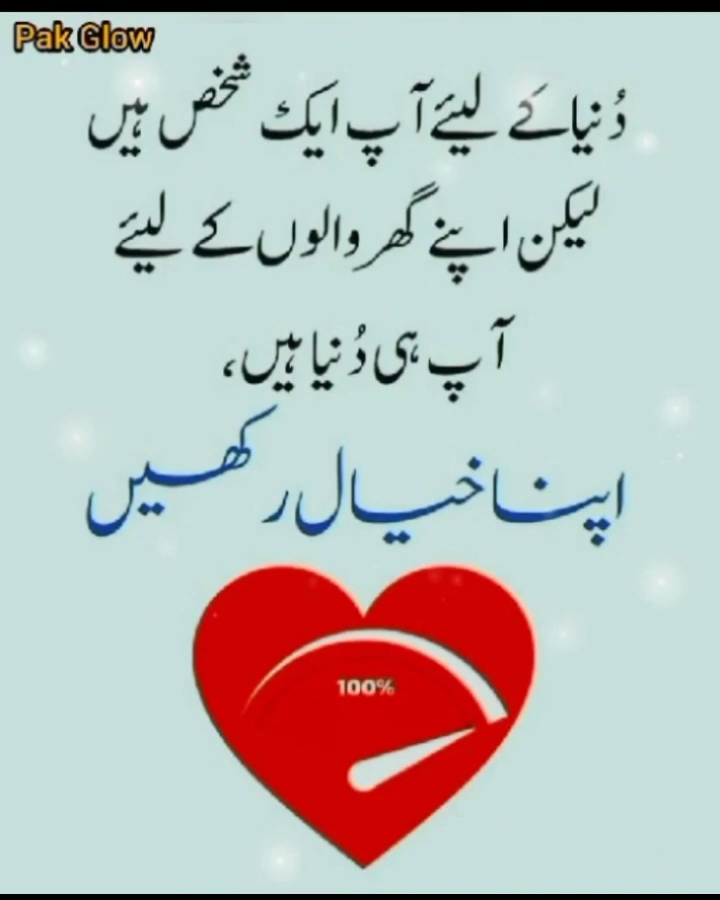 Pak Glow
دُنیا کے لیئے آپ ایک شخص ہیں
لیکن اپنے گھر والوں کے لیئے
آپ ہی دُنیا ہیں،
اپنا خیال رکھیں
100%